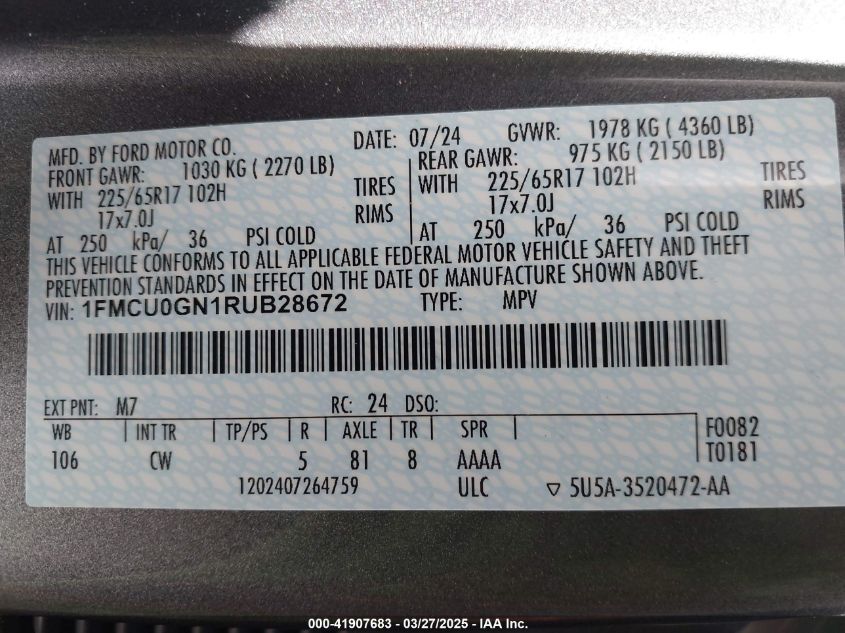 MFD. BY FORD MOTOR CO. DATE: 07/24 GVWR: 1978 KG ( 4360 LB)
FRONT GAWR: 1030 KG ( 2270 LB) REAR GAWR: 975 KG ( 2150 LB)
WITH 225/65R17 102H TIRES WITH 225/65R17 102H TIRES
17x7.0J RIMS 17x7.0J RIMS
AT 250 kPa/ 36 PSI COLD AT 250 kPa/ 36 PSI COLD
THIS VEHICLE CONFORMS TO ALL APPLICABLE FEDERAL MOTOR VEHICLE SAFETY AND THEFT
PREVENTION STANDARDS IN EFFECT ON THE DATE OF MANUFACTURE SHOWN ABOVE.
VIN: 1FMCU0GN1RUB28672 TYPE: MPV
EXT PNT: M7 RC: 24 DSO:
WB INT TR TP/PS R AXLE TR SPR F0082
106 CW 5 81 8 AAAA T0181
1202407264759 ULC ▽ 5U5A-3520472-AA
000-41907683 - 03/27/2025 - IAA Inc.